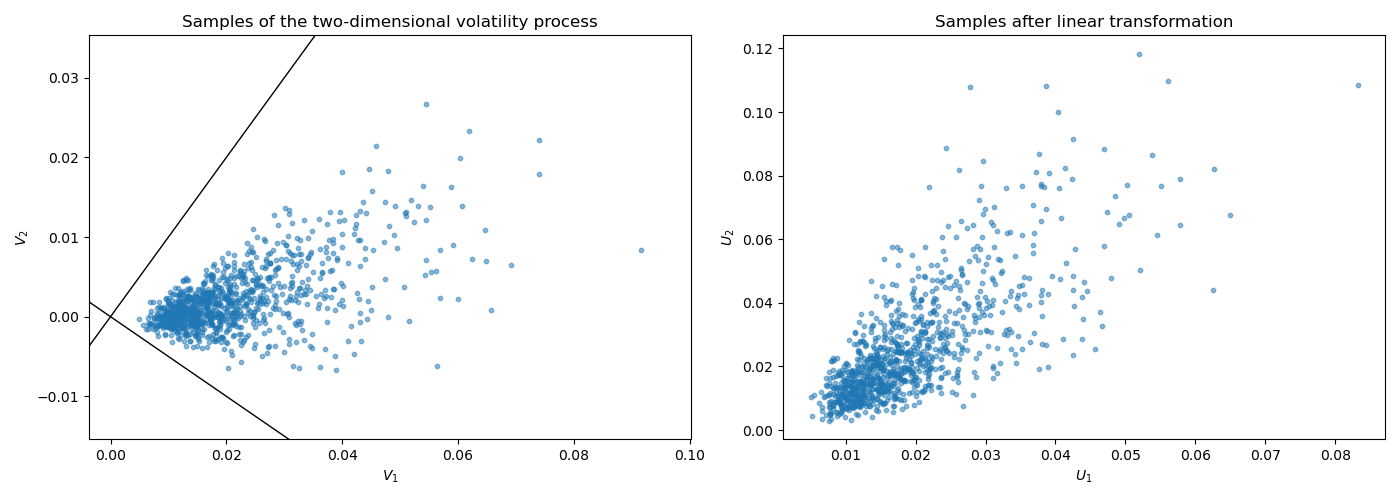 Samples of the two-dimensional volatility process
0.03
0.02
0.01
0.00
−0.01
V₂
0.00 0.02 0.04 0.06 0.08 0.10
V₁
Samples after linear transformation
0.12
0.10
0.08
0.06
0.04
0.02
0.00
U₂
0.01 0.02 0.03 0.04 0.05 0.06 0.07 0.08
U₁